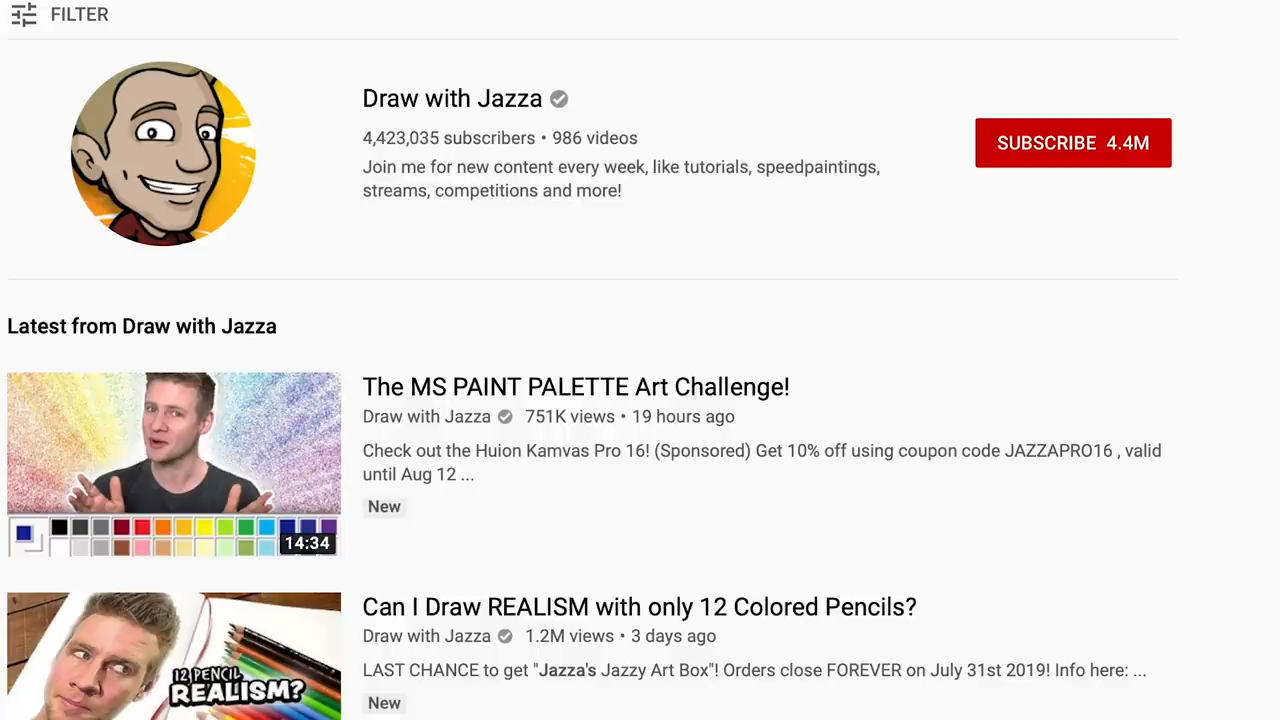 FILTER
Draw with Jazza
4,423,035 subscribers • 986 videos
SUBSCRIBE 4.4M
Join me for new content every week, like tutorials, speedpaintings,
streams, competitions and more!
Latest from Draw with Jazza
The MS PAINT PALETTE Art Challenge!
Draw with Jazza 751K views • 19 hours ago
Check out the Huion Kamvas Pro 16! (Sponsored) Get 10% off using coupon code JAZZAPRO16 , valid
until Aug 12 ...
New
14:34
Can I Draw REALISM with only 12 Colored Pencils?
Draw with Jazza 1.2M views • 3 days ago
LAST CHANCE to get "Jazza's Jazzy Art Box"! Orders close FOREVER on July 31st 2019! Info here: ...
New
12 PENCIL
REALISM?